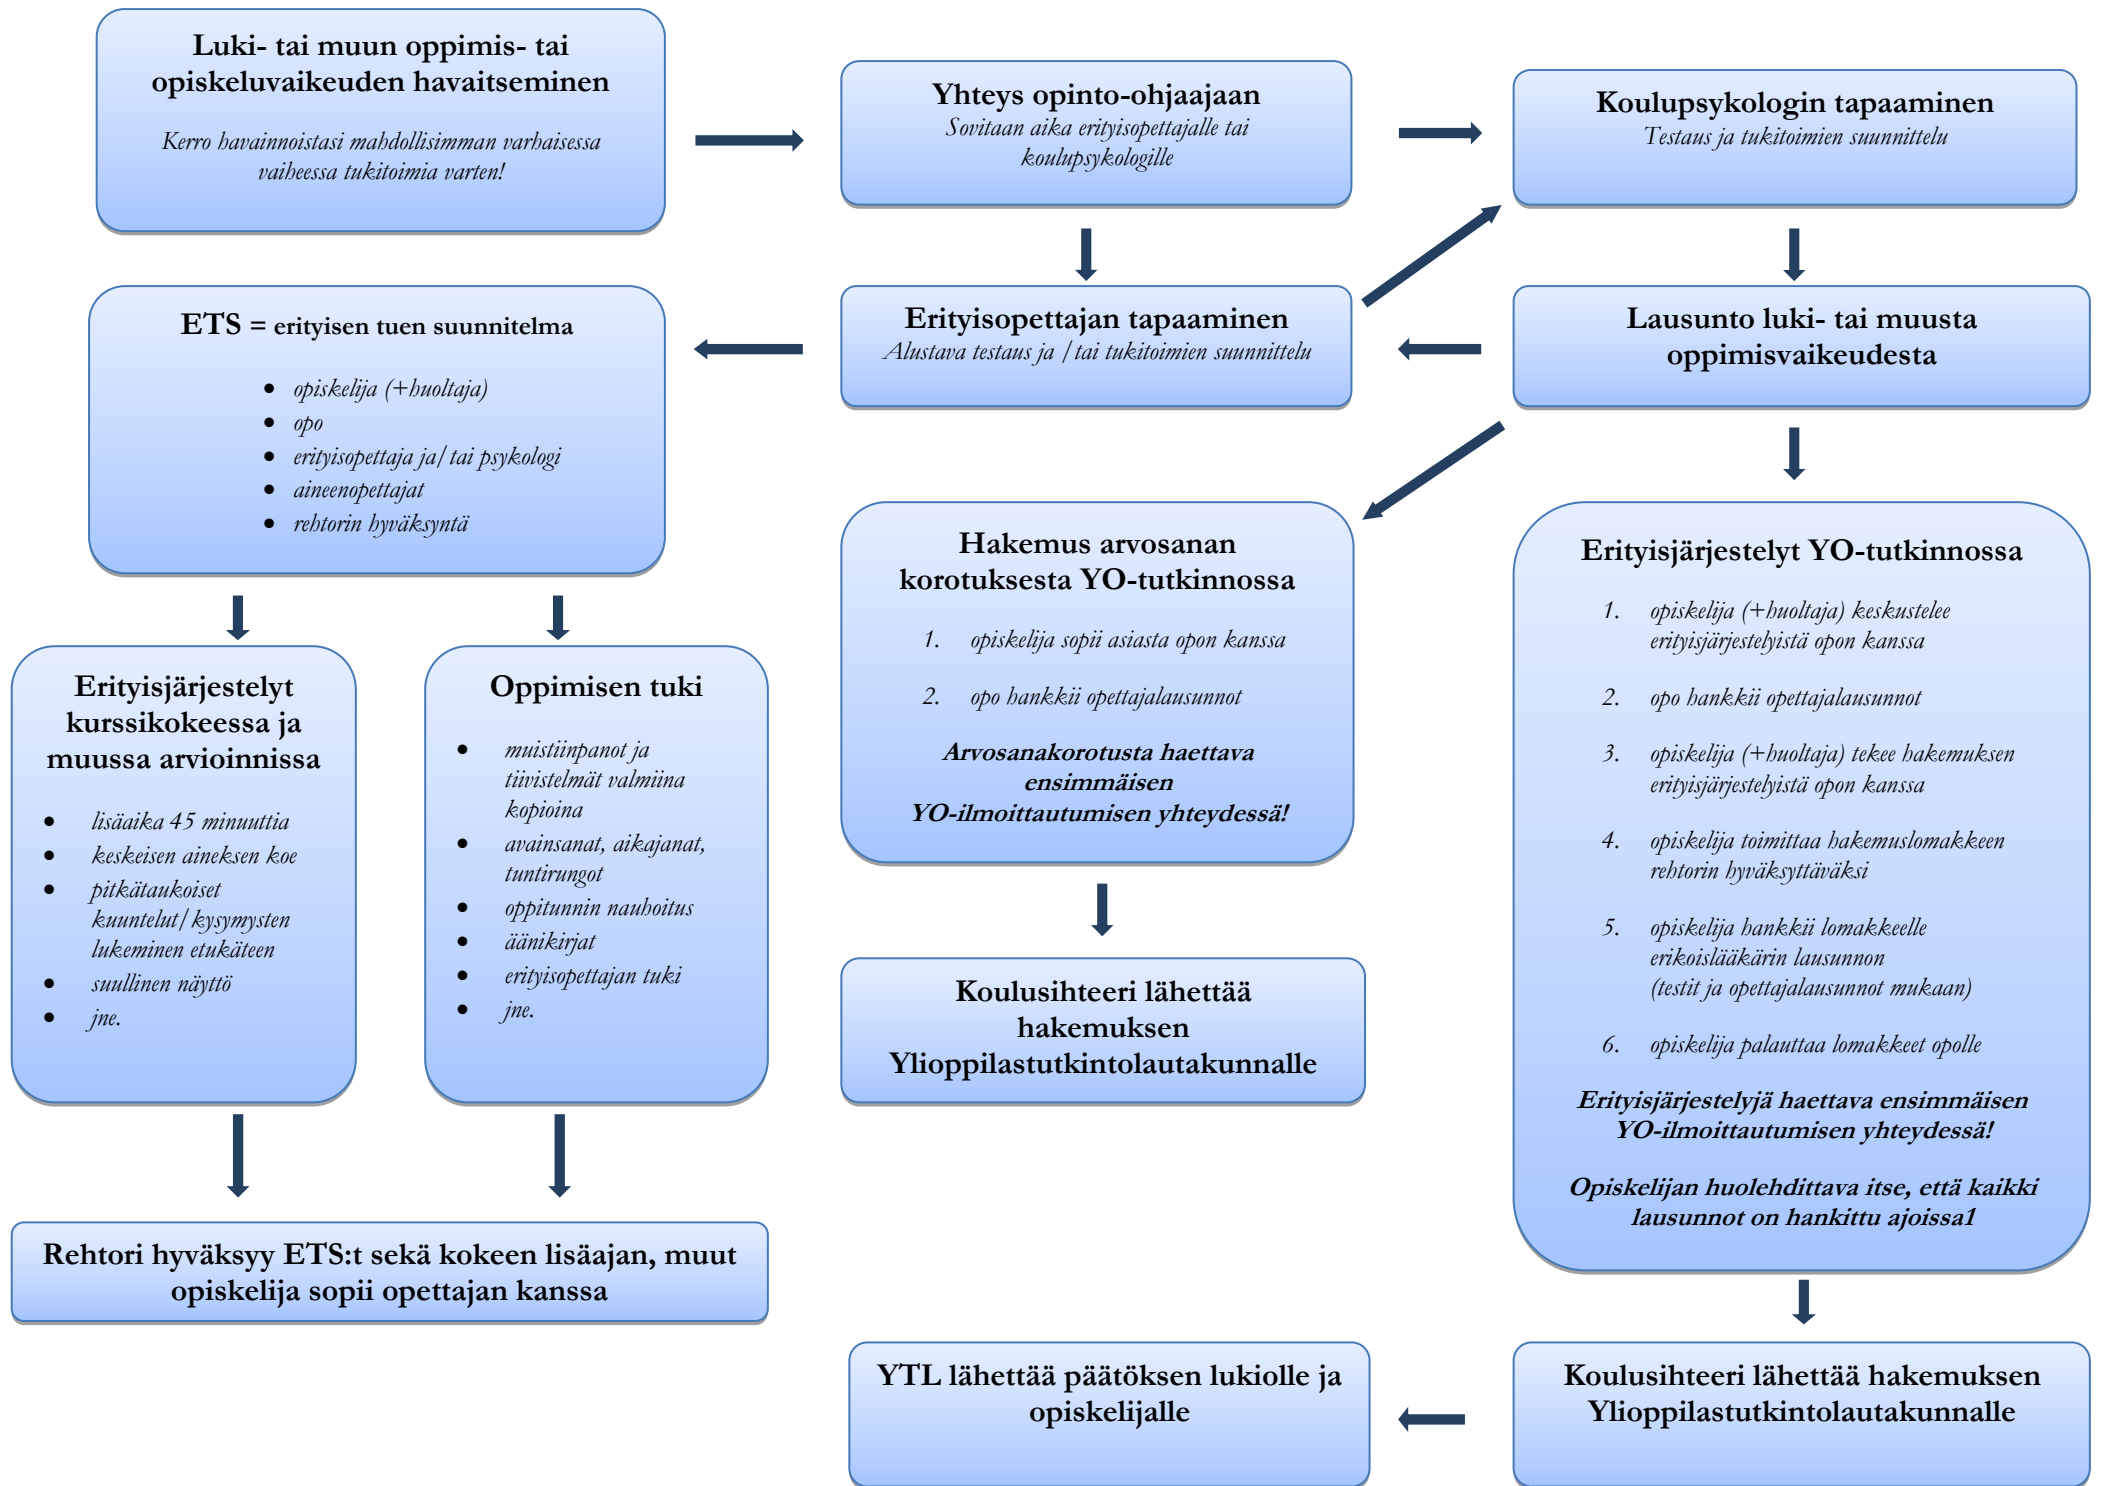 Luki- tai muun oppimis- tai
opiskeluvaikeuden havaitseminen
Kerro havainnoistasi mahdollisimman varhaisessa
vaiheessa tukitoimia varten!
Yhteys opinto-ohjaajaan
Sovitaan aika erityisopettajalle tai
koulupsykologille
Koulupsykologin tapaaminen
Testaus ja tukitoimien suunnittelu
ETS = erityisen tuen suunnitelma
• opiskelija (+huoltaja)
• opo
• erityisopettaja ja/tai psykologi
• aineenopettajat
• rehtorin hyväksyntä
Erityisopettajan tapaaminen
Alustava testaus ja /tai tukitoimien suunnittelu
Lausunto luki- tai muusta
oppimisvaikeudesta
Erityisjärjestelyt
kurssikokeessa ja
muussa arvioinnissa
• lisäaika 45 minuuttia
• keskeisen aineksen koe
• pitkätaukoiset
kuuntelut/kysymysten
lukeminen etukäteen
• suullinen näyttö
• jne.
Oppimisen tuki
• muistiinpanot ja
tiivistelmät valmiina
kopioina
• avainsanat, aikajanat,
tuntirungot
• oppitunnin nauhoitus
• äänikirjat
• erityisopettajan tuki
• jne.
Hakemus arvosanan
korotuksesta YO-tutkinnossa
1. opiskelija sopii asiasta opon kanssa
2. opo hankkii opettajalausunnot
Arvosanakorotusta haettava
ensimmäisen
YO-ilmoittautumisen yhteydessä!
Koulusihteeri lähettää
hakemuksen
Ylioppilastutkintolautakunnalle
Erityisjärjestelyt YO-tutkinnossa
1. opiskelija (+huoltaja) keskustelee
erityisjärjestelyistä opon kanssa
2. opo hankkii opettajalausunnot
3. opiskelija (+huoltaja) tekee hakemuksen
erityisjärjestelyistä opon kanssa
4. opiskelija toimittaa hakemuslomakkeen
rehtorin hyväksyttäväksi
5. opiskelija hankkii lomakkeelle
erikoislääkärin lausunnon
(testit ja opettajalausunnot mukaan)
6. opiskelija palauttaa lomakkeet opolle
Erityisjärjestelyjä haettava ensimmäisen
YO-ilmoittautumisen yhteydessä!
Opiskelijan huolehdittava itse, että kaikki
lausunnot on hankittu ajoissa1
Rehtori hyväksyy ETS:t sekä kokeen lisäajan, muut
opiskelija sopii opettajan kanssa
YTL lähettää päätöksen lukiolle ja
opiskelijalle
Koulusihteeri lähettää hakemuksen
Ylioppilastutkintolautakunnalle